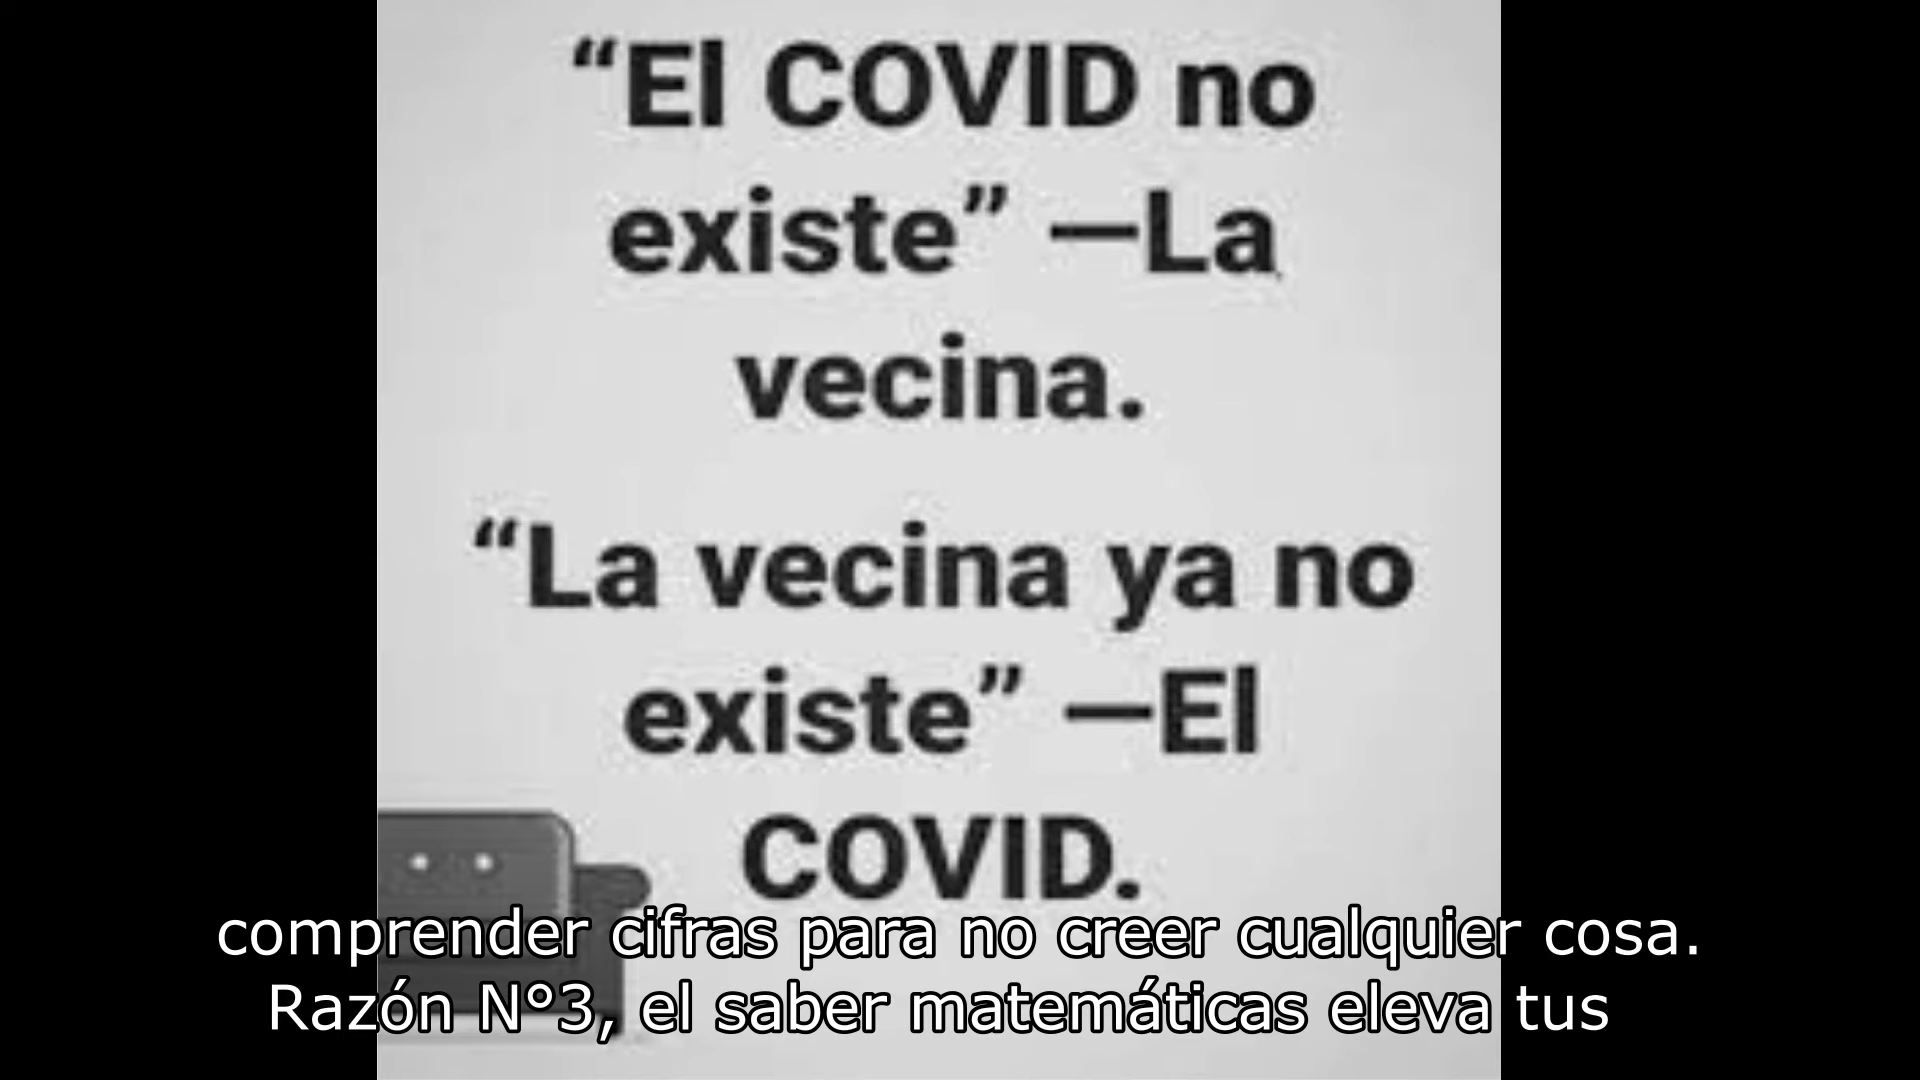 “El COVID no
existe” —La
vecina.
“La vecina ya no
existe” —El
COVID.
comprender cifras para no creer cualquier cosa.
Razón N°3, el saber matemáticas eleva tus